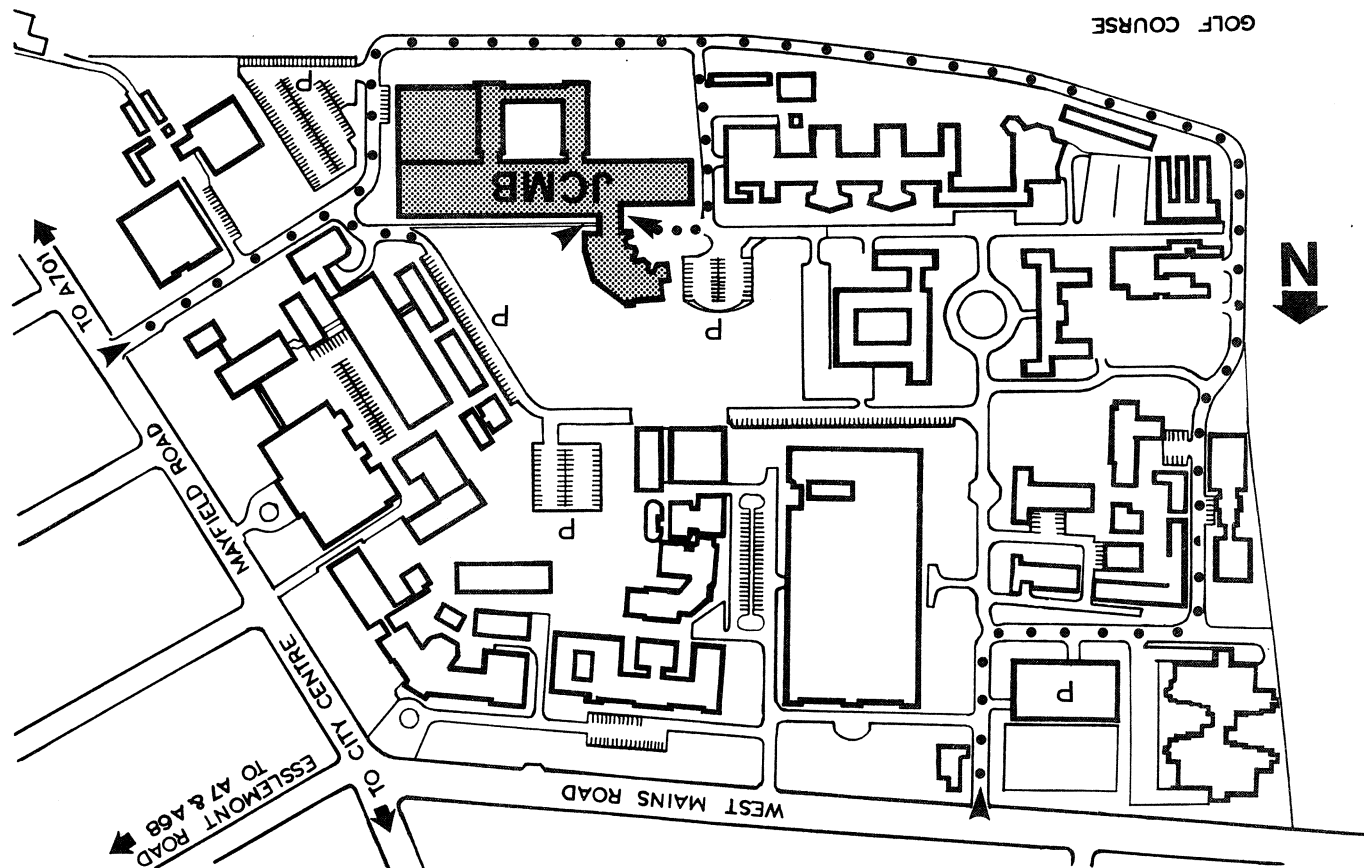 ESSLEMONT ROAD
TO A7 & A68
TO CITY CENTRE
WEST MAINS ROAD
P
MAYFIELD ROAD
P
P
P
TO A701
N
JCMB
P
GOLF COURSE